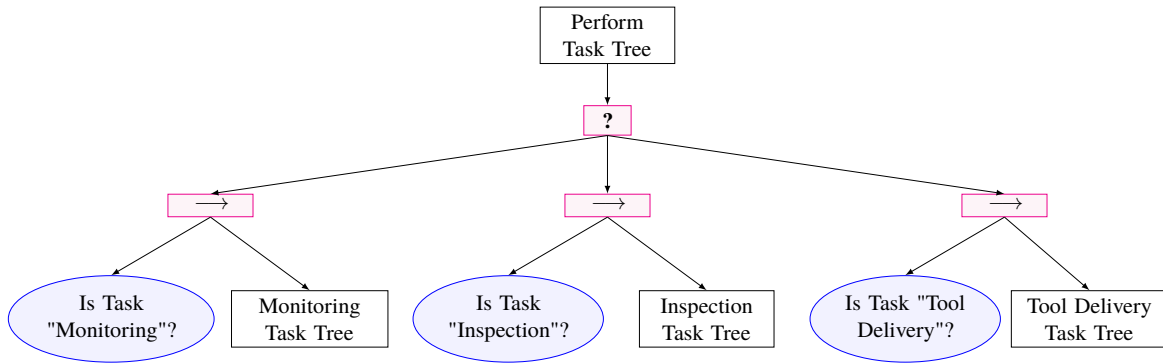 Perform
Task Tree
?
→
→
→
Is Task
"Monitoring"?
Monitoring
Task Tree
Is Task
"Inspection"?
Inspection
Task Tree
Is Task "Tool
Delivery"?
Tool Delivery
Task Tree